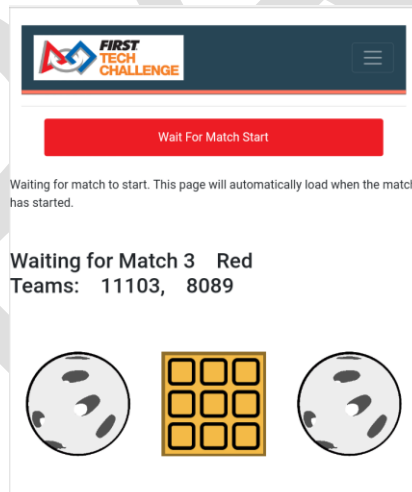 FIRST
TECH
CHALLENGE
Wait For Match Start
Waiting for match to start. This page will automatically load when the match
has started.
Waiting for Match 3 Red
Teams: 11103, 8089